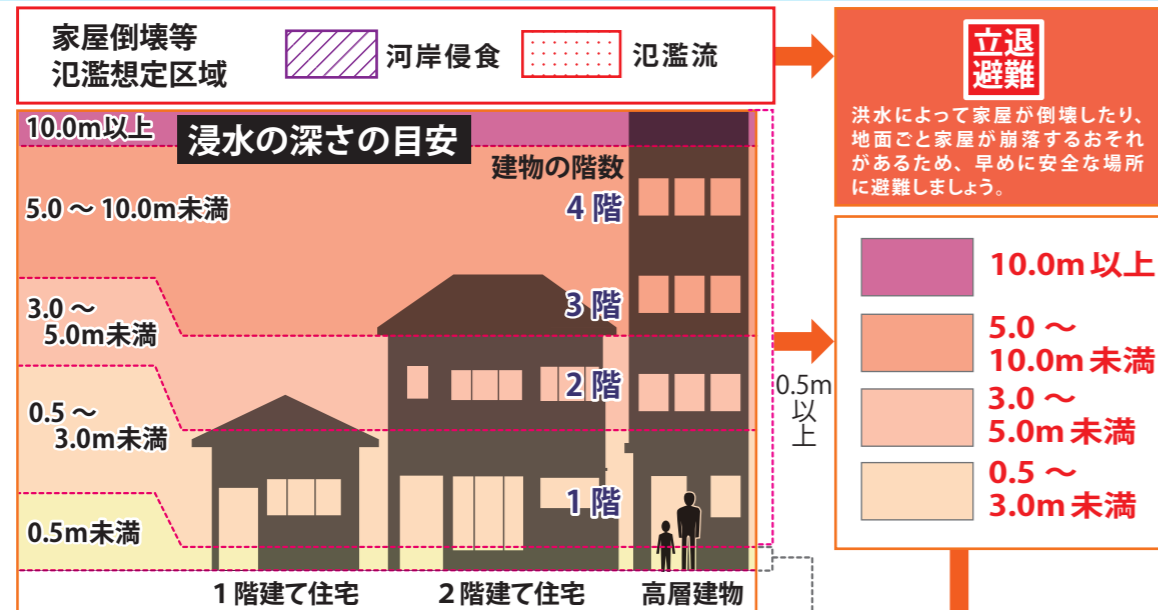 家屋倒壊等
氾濫想定区域
河岸侵食
氾濫流
立退
避難
洪水によって家屋が倒壊したり、
地面ごと家屋が崩落するおそれ
があるため、早めに安全な場所
に避難しましょう。
10.0m以上
浸水の深さの目安
建物の階数
5.0～10.0m未満
4階
3.0～
5.0m未満
3階
0.5～
3.0m未満
2階
0.5m未満
1階
1階建て住宅
2階建て住宅
高層建物
0.5m
以上
10.0m以上
5.0～
10.0m未満
3.0～
5.0m未満
0.5～
3.0m未満